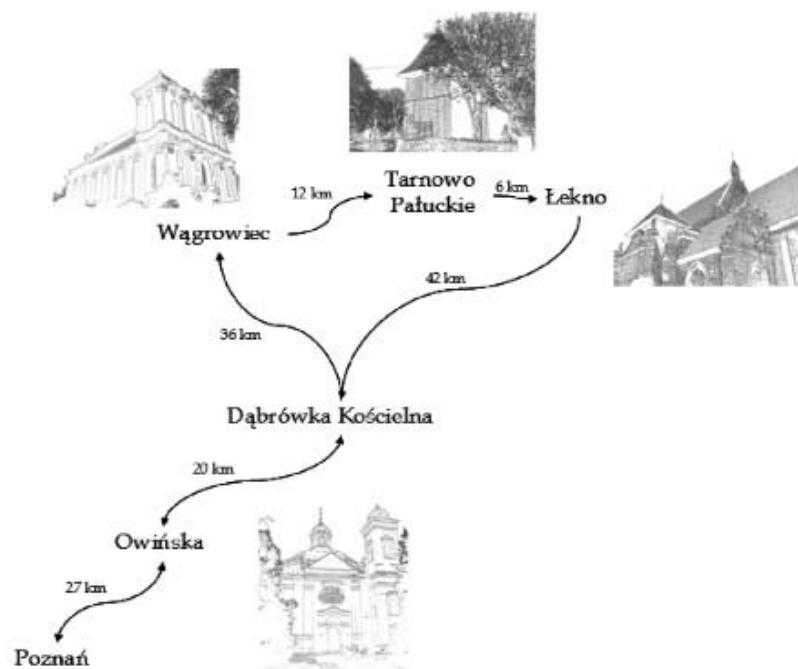 12 km
Tarnowo
Pałuckie
6 km
Łekno
Wągrowiec
42 km
36 km
Dąbrówka Kościelna
20 km
Owińska
27 km
Poznań